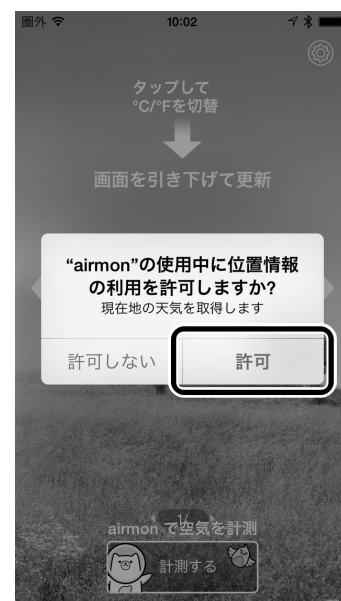 圏外 10:02
タップして
°C/°Fを切替
画面を引き下げて更新
“airmon”の使用中に位置情報
の利用を許可しますか?
現在地の天気を取得します
許可しない 許可
airmon で空気を計測
計測する